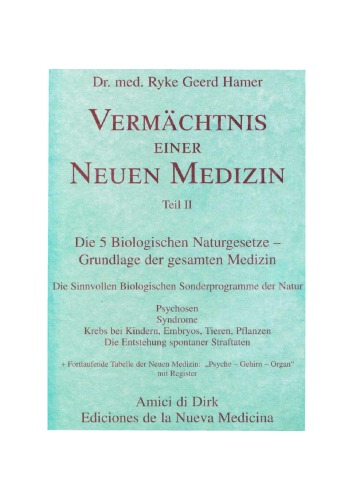 Dr. med. Ryke Geerd Hamer
VERMÄCHTNIS
EINER
NEUEN MEDIZIN
Teil II
Die 5 Biologischen Naturgesetze –
Grundlage der gesamten Medizin
Die Sinnvollen Biologischen Sonderprogramme der Natur
Psychosen
Syndrome
Krebs bei Kindern, Embryos, Tieren, Pflanzen
Die Entstehung spontaner Straftaten
+ Fortlaufende Tabelle der Neuen Medizin: „Psyche – Gehirn – Organ“
mit Register
Amici di Dirk
Ediciones de la Nueva Medicina